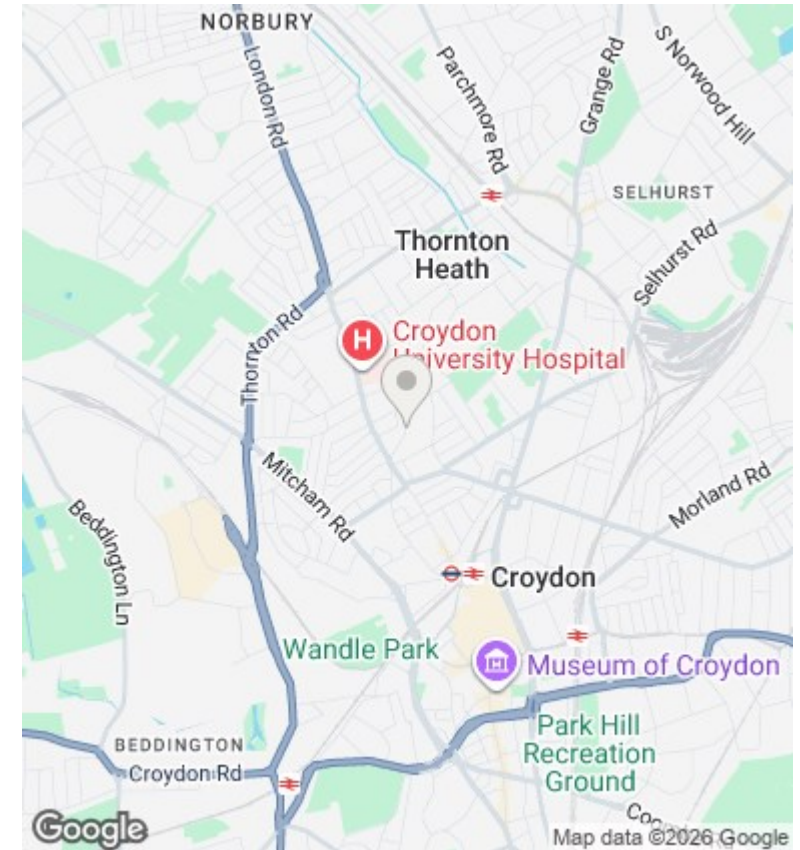 NORBURY
London Rd
Parchmore Rd
Grange Rd
S Norwood Hill
SELHURST
Thornton
Heath
Selhurst Rd
Thornton Rd
H
Croydon
University Hospital
Mitcham Rd
Morland Rd
Beddington Ln
Croydon
Wandle Park
Museum of Croydon
BEDDINGTON
Croydon Rd
Park Hill
Recreation
Ground
Google
Map data ©2026 Google